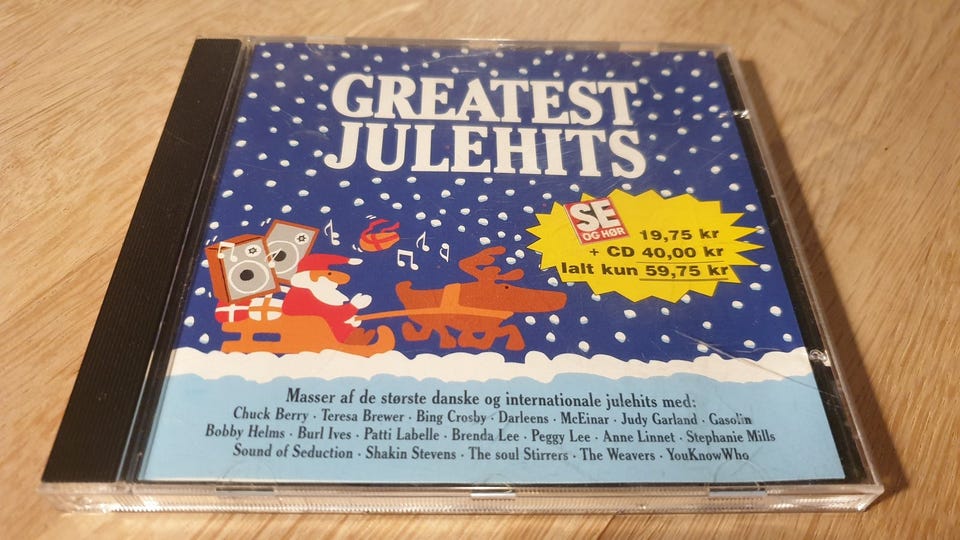 GREATEST
JULEHITS
SE
OG HØR
19,75 kr
+ CD 40,00 kr
Ialt kun 59,75 kr
Masser af de største danske og internationale julehits med:
Chuck Berry · Teresa Brewer · Bing Crosby · Darleens · McEinar · Judy Garland · Gasolin
Bobby Helms · Burl Ives · Patti Labelle · Brenda Lee · Peggy Lee · Anne Linnet · Stephanie Mills
Sound of Seduction · Shakin Stevens · The soul Stirrers · The Weavers · YouKnowWho